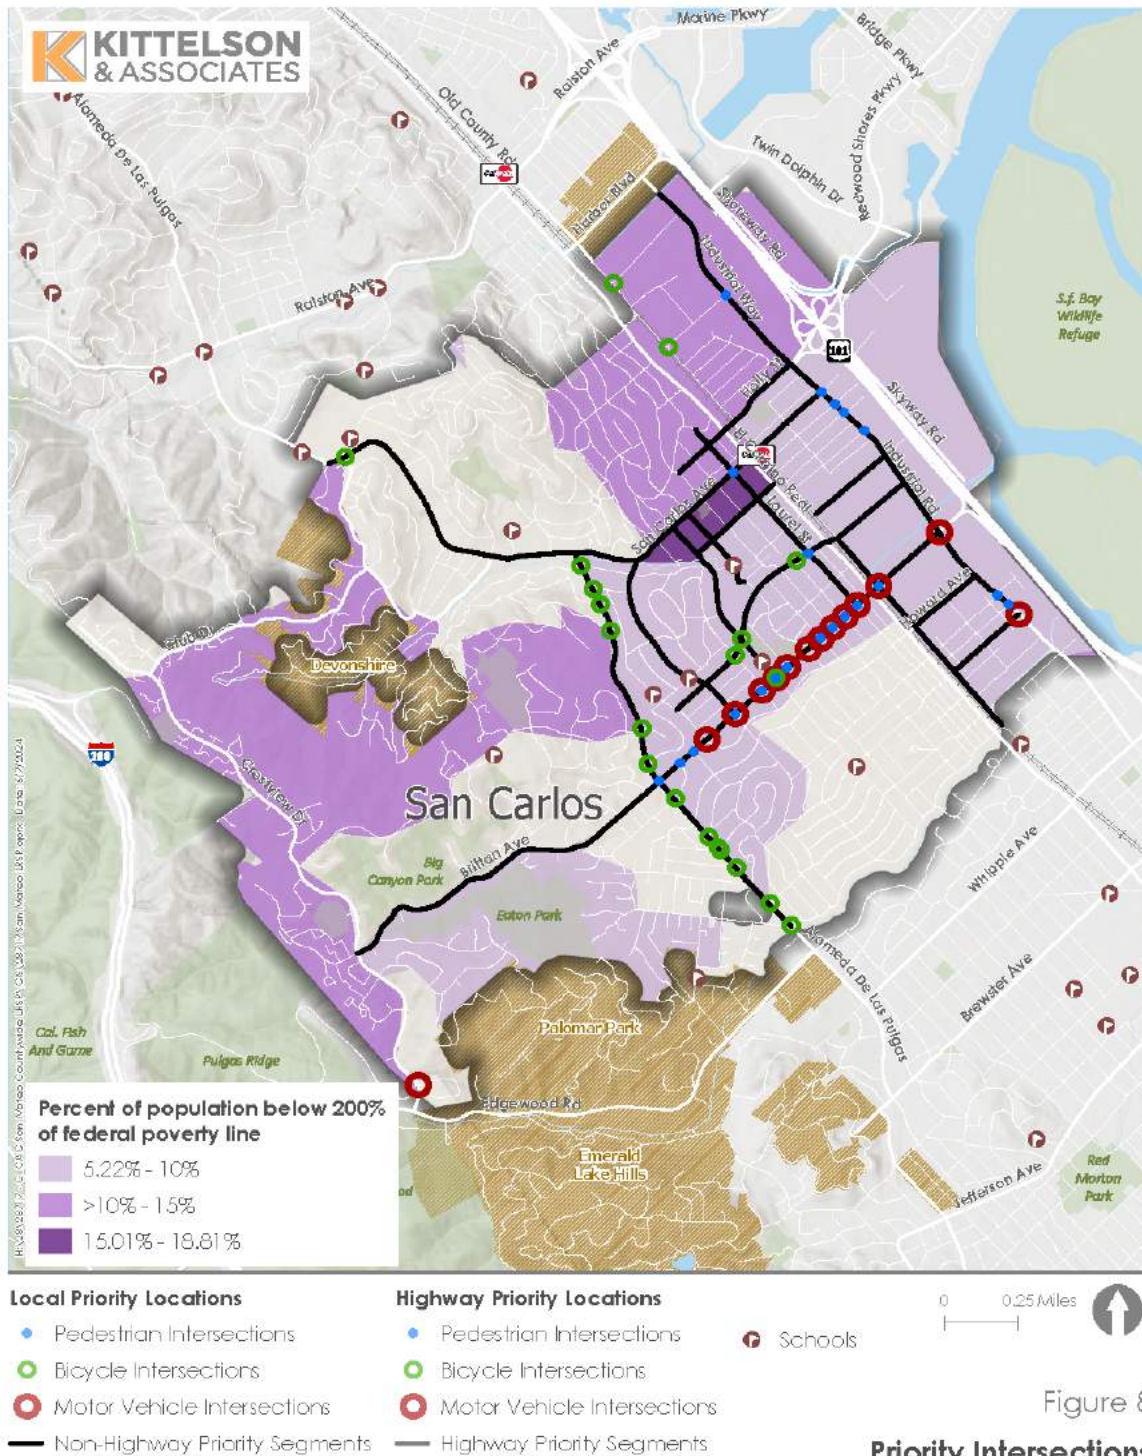 KITTELSON
& ASSOCIATES
Marine Pkwy
Bridge Pkwy
Ralston Ave
Old County Rd
Alameda De Las Pulgas
Redwood Shores Pkwy
Twin Dolphin Dr
Harbor Blvd
Shoreway Rd
Industrial Way
Ralston Ave
S.f. Bay
Wildlife
Refuge
101
Skyway Rd
Holly St
El Camino Real
Industrial Rd
San Carlos Ave
Laurel St
Howard Ave
Club Dr
Devonshire
280
Crestview Dr
San Carlos
Brittan Ave
Big
Canyon Park
Eaton Park
Whipple Ave
Alameda De Las Pulgas
Brewster Ave
Palomar Park
Cal. Fish
And Game
Pulgas Ridge
Edgewood Rd
Emerald
Lake Hills
Jefferson Ave
Red
Morton
Park
Percent of population below 200%
of federal poverty line
5.22% - 10%
>10% - 15%
15.01% - 18.81%
Local Priority Locations
Pedestrian Intersections
Bicycle Intersections
Motor Vehicle Intersections
Non-Highway Priority Segments
Highway Priority Locations
Pedestrian Intersections
Bicycle Intersections
Motor Vehicle Intersections
Highway Priority Segments
Schools
0 0.25 Miles
Figure 8
Priority Intersections